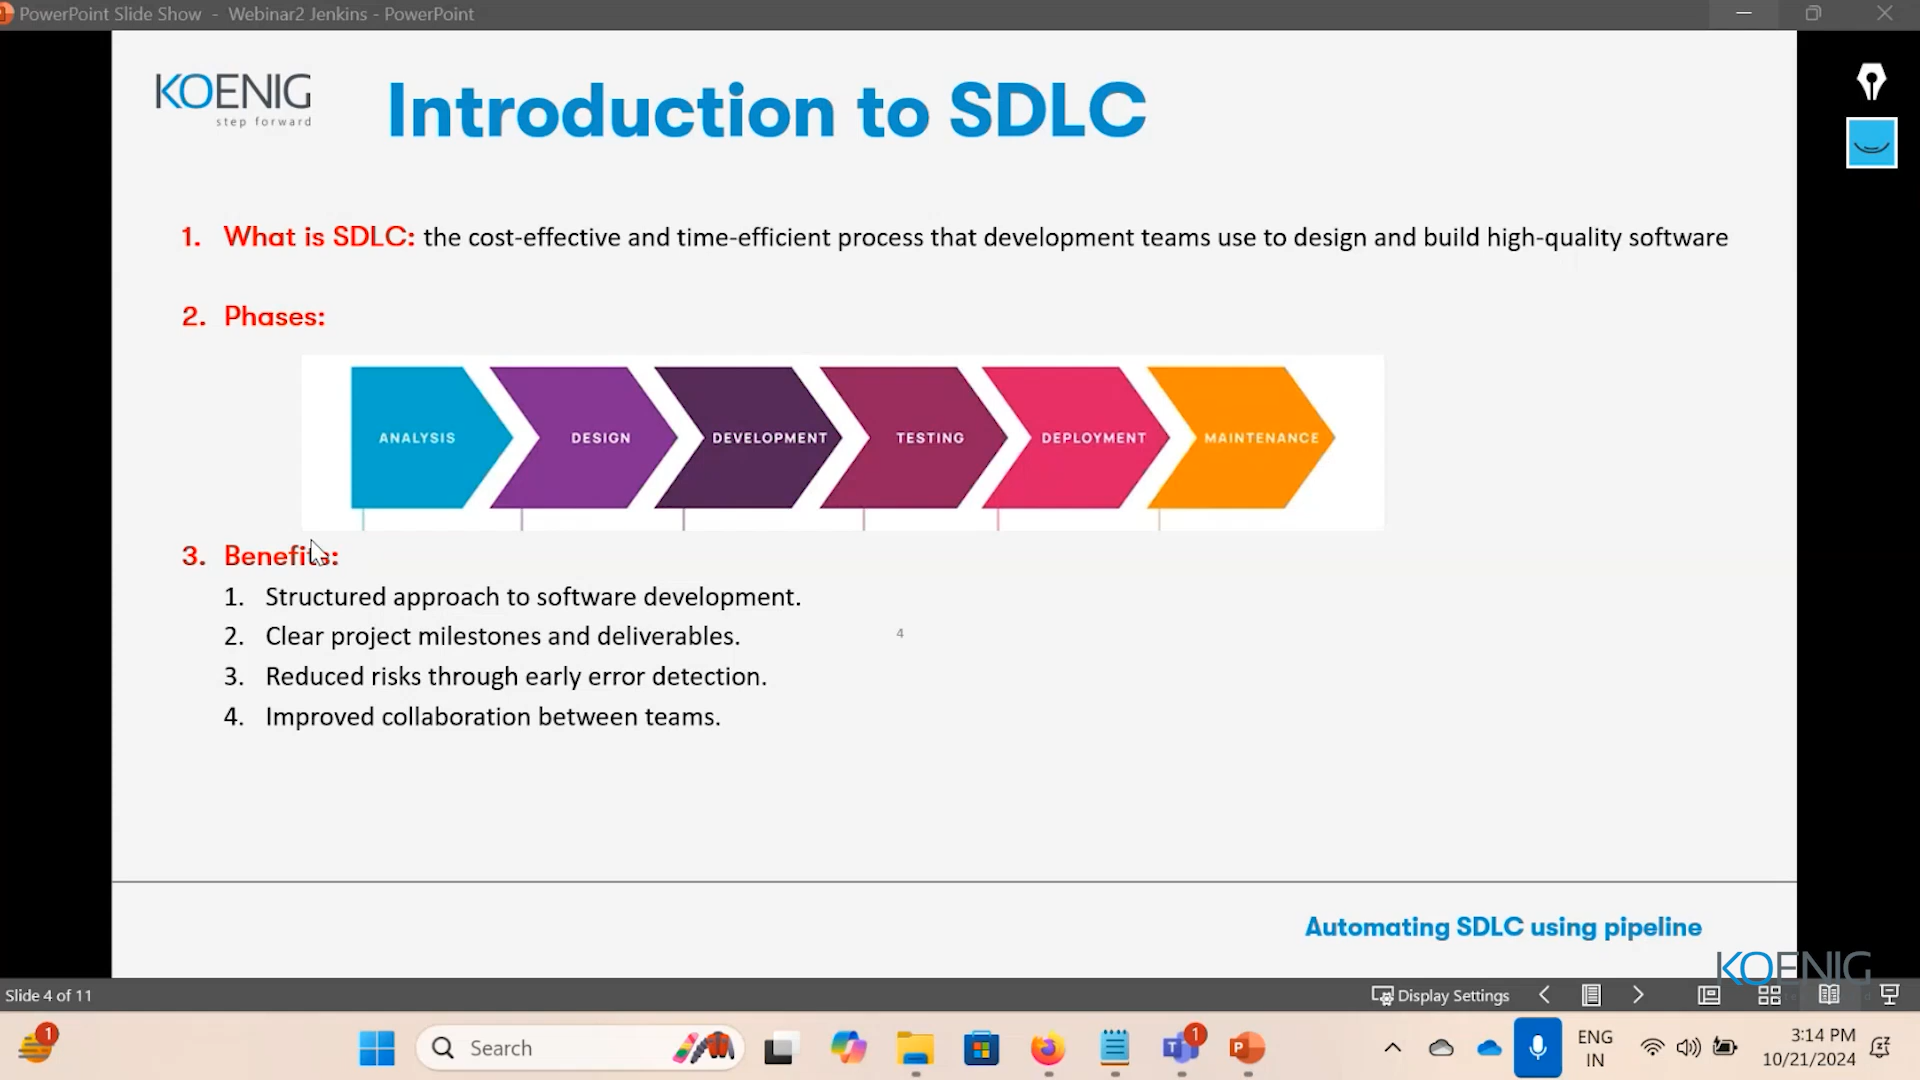 PowerPoint Slide Show - Webinar2 Jenkins - PowerPoint
KOENIG
step forward
Introduction to SDLC
1. What is SDLC: the cost-effective and time-efficient process that development teams use to design and build high-quality software
2. Phases:
ANALYSIS
DESIGN
DEVELOPMENT
TESTING
DEPLOYMENT
MAINTENANCE
3. Benefits:
1. Structured approach to software development.
2. Clear project milestones and deliverables.
4
3. Reduced risks through early error detection.
4. Improved collaboration between teams.
Automating SDLC using pipeline
KOENIG
Slide 4 of 11
Display Settings
1
Search
1
ENG
IN
3:14 PM
10/21/2024